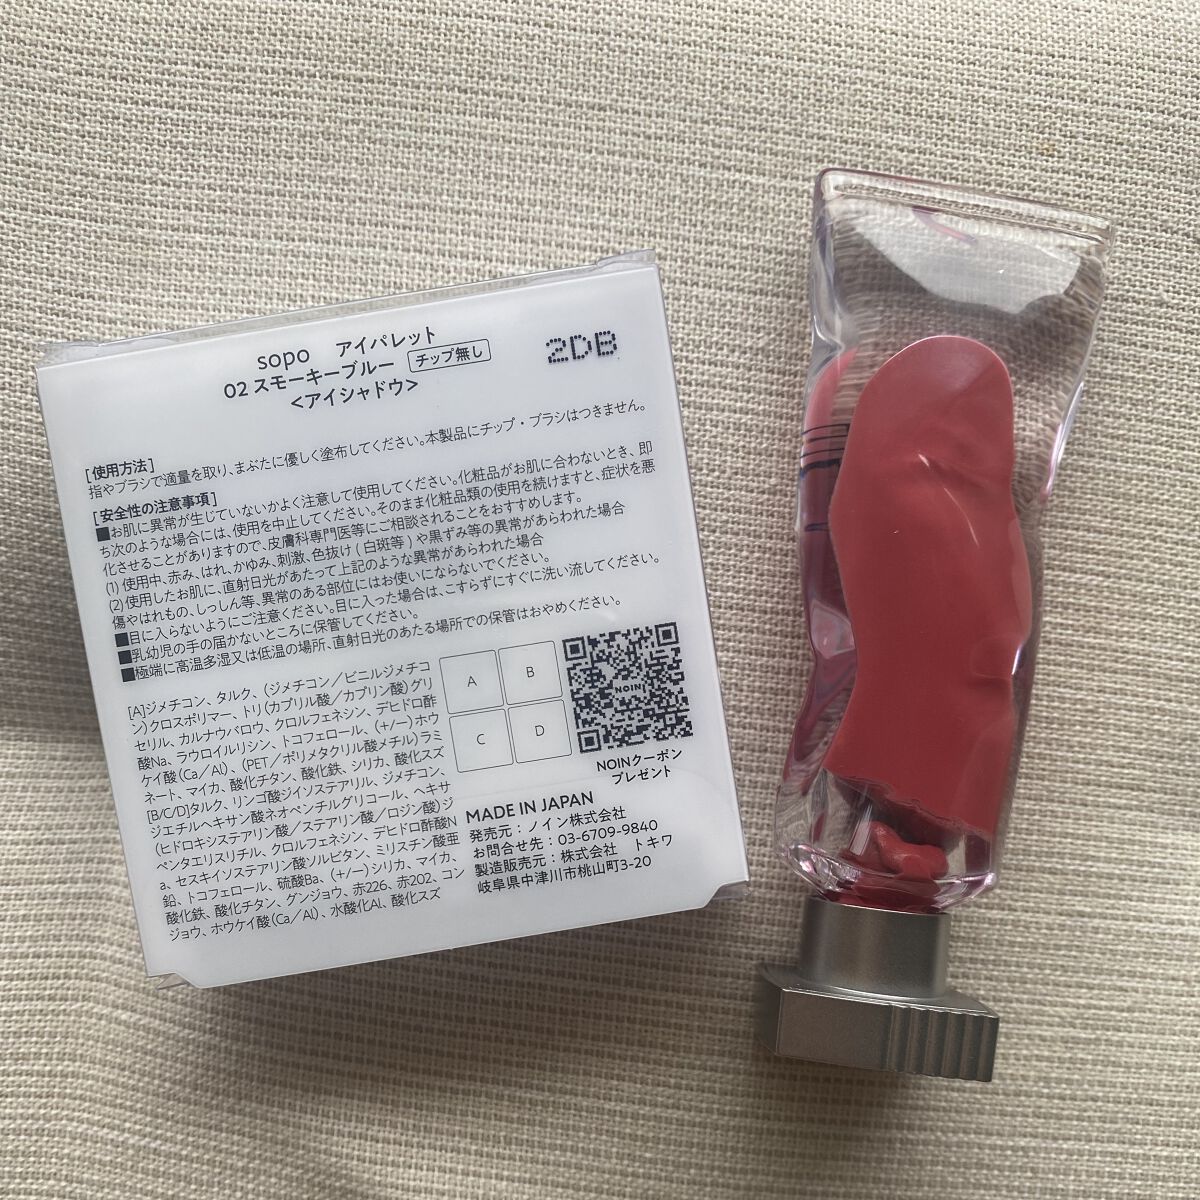 sopo アイパレット
02 スモーキーブルー チップ無し
<アイシャドウ>
2DB
[使用方法]
指やブラシで適量を取り、まぶたに優しく塗布してください。本製品にチップ・ブラシはつきません。
[安全性の注意事項]
■お肌に異常が生じていないかよく注意して使用してください。化粧品がお肌に合わないとき、即
ち次のような場合には、使用を中止してください。そのまま化粧品類の使用を続けますと、症状を悪
化させることがありますので、皮膚科専門医等にご相談されることをおすすめします。
(1)使用中、赤み、はれ、かゆみ、刺激、色抜け(白斑等)や黒ずみ等の異常があらわれた場合
(2)使用したお肌に、直射日光があたって上記のような異常があらわれた場合
傷やはれもの、しっしん等、異常のある部位にはお使いにならないでください。
■目に入らないようにご注意ください。目に入った場合は、こすらずにすぐに洗い流してください。
■乳幼児の手の届かないところに保管してください。
■極端に高温多湿又は低温の場所、直射日光のあたる場所での保管はおやめください。
[A]ジメチコン、タルク、(ジメチコン/ビニルジメチコ
ン)クロスポリマー、トリ(カプリル酸/カプリン酸)グリ
セリル、カルナウバロウ、クロルフェネシン、デヒドロ酢
酸Na、ラウロイルリシン、トコフェロール、(+/-)ホウ
ケイ酸(Ca/Al)、(PET/ポリメタクリル酸メチル)ラミ
ネート、マイカ、酸化チタン、酸化鉄、シリカ、酸化スズ
[B/C/D]タルク、リンゴ酸ジイソステアリル、ジメチコン、
ジエチルヘキサン酸ネオペンチルグリコール、ヘキサ
(ヒドロキシステアリン酸/ステアリン酸/ロジン酸)ジ
ペンタエリスリチル、クロルフェネシン、デヒドロ酢酸N
a、セスキイソステアリン酸ソルビタン、ミリスチン酸亜
鉛、トコフェロール、硫酸Ba、(+/-)シリカ、マイカ、
酸化鉄、酸化チタン、グンジョウ、赤226、赤202、コン
ジョウ、ホウケイ酸(Ca/Al)、水酸化Al、酸化スズ
A B
C D
NOIN
NOINクーポン
プレゼント
MADE IN JAPAN
発売元：ノイン株式会社
お問合せ先：03-6709-9840
製造販売元：株式会社 トキワ
岐阜県中津川市桃山町3-20